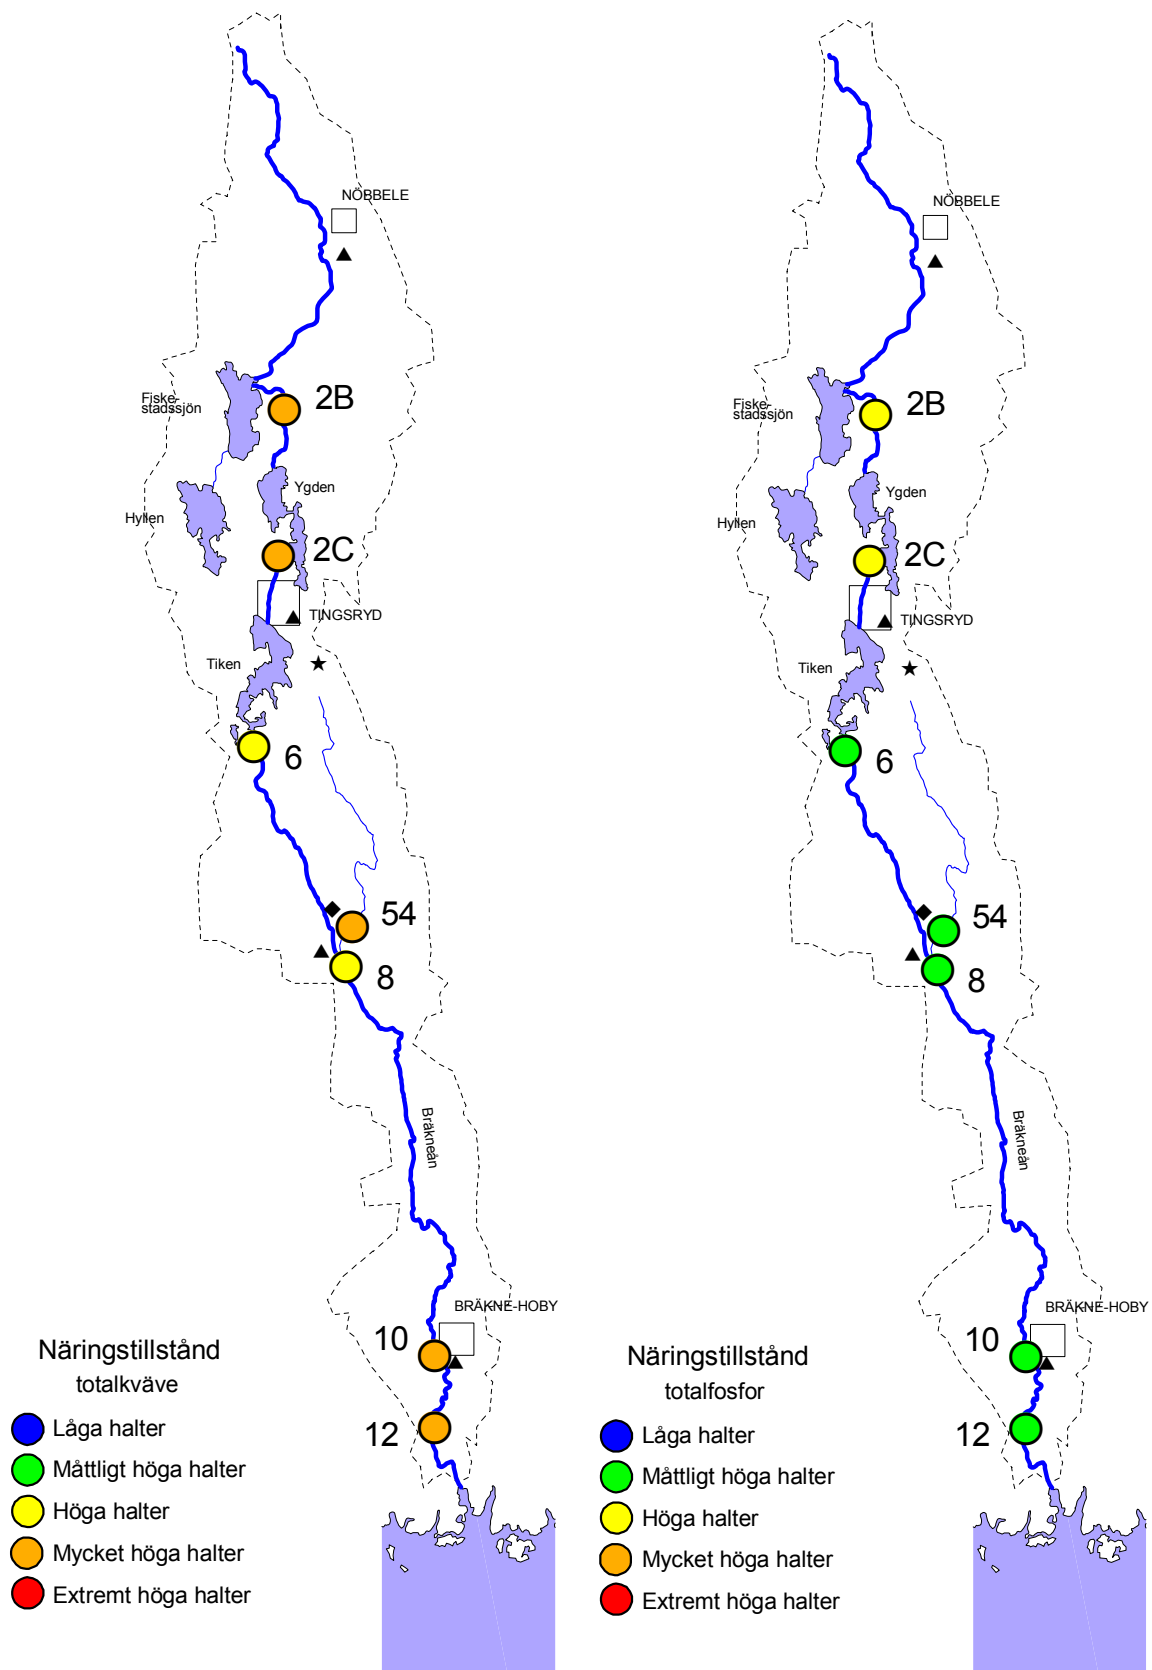 NÖBBELE
Fiske-
stadssjön
2B
Ygden
Hyllen
2C
TINGSRYD
Tiken
6
54
8
Bräkneån
BRÄKNE-HOBY
10
12
Näringstillstånd
totalkväve
Låga halter
Måttligt höga halter
Höga halter
Mycket höga halter
Extremt höga halter
NÖBBELE
Fiske-
stadssjön
2B
Ygden
Hyllen
2C
TINGSRYD
Tiken
6
54
8
Bräkneån
BRÄKNE-HOBY
10
12
Näringstillstånd
totalfosfor
Låga halter
Måttligt höga halter
Höga halter
Mycket höga halter
Extremt höga halter